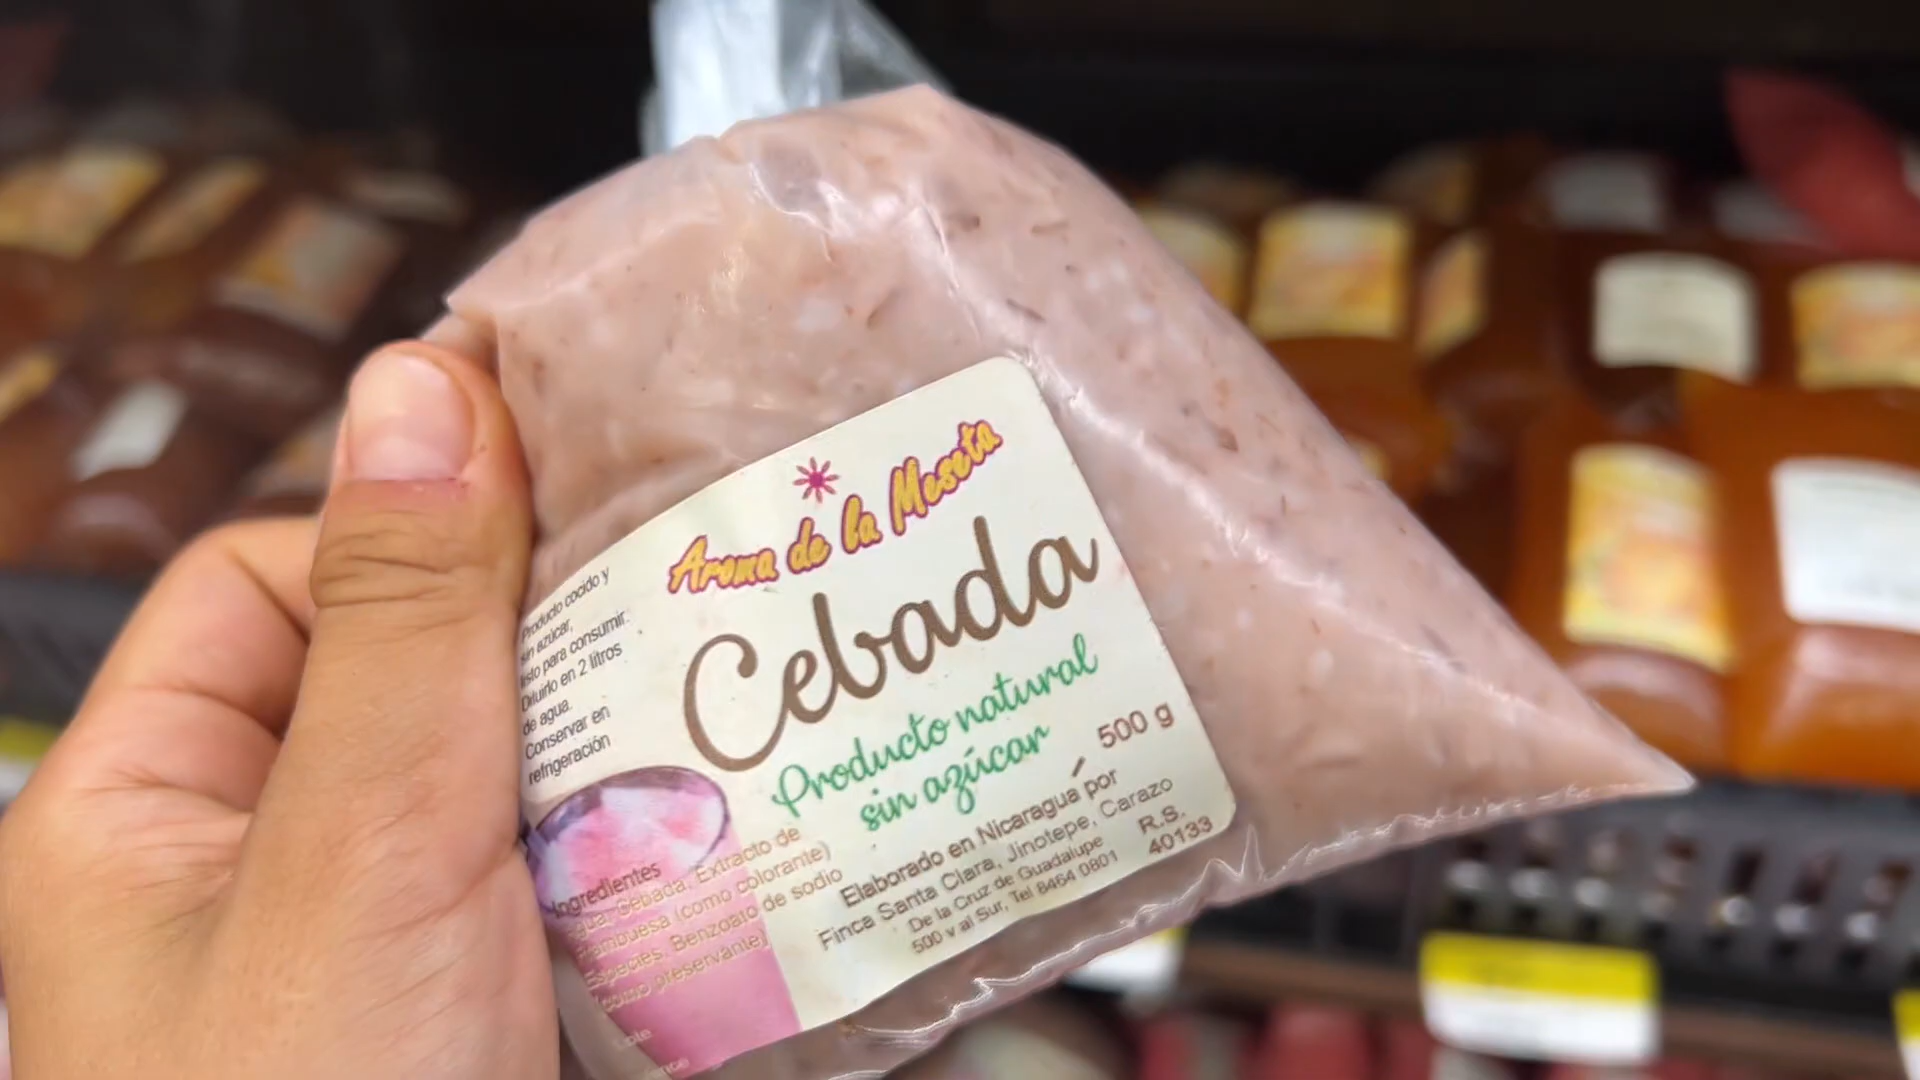 Aroma de la Meseta
Cebada
Producto natural
sin azúcar
500 g
Producto cocido y
sin azúcar,
listo para consumir.
Diluirlo en 2 litros
de agua.
Conservar en
refrigeración
Ingredientes
Agua, Cebada, Extracto de
Frambuesa (como colorante)
Especies, Benzoato de sodio
(como preservante)
Elaborado en Nicaragua por
Finca Santa Clara, Jinotepe, Carazo
De la Cruz de Guadalupe
500 v al Sur, Tel 8464 0801
R.S.
40133